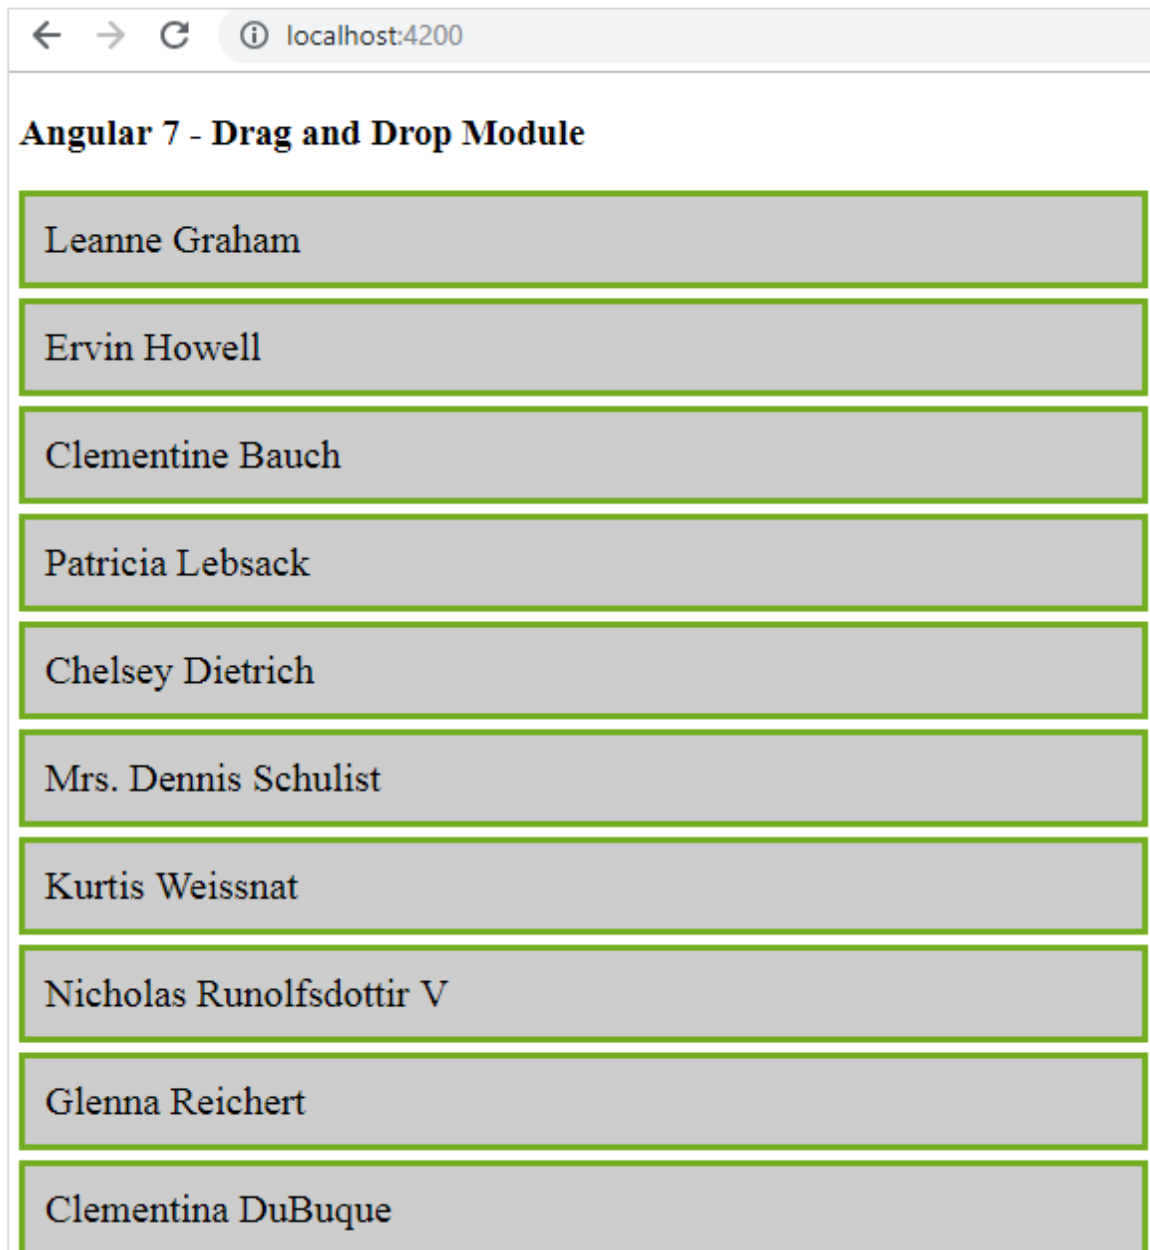 localhost:4200
Angular 7 - Drag and Drop Module
Leanne Graham
Ervin Howell
Clementine Bauch
Patricia Lebsack
Chelsey Dietrich
Mrs. Dennis Schulist
Kurtis Weissnat
Nicholas Runolfsdottir V
Glenna Reichert
Clementina DuBuque